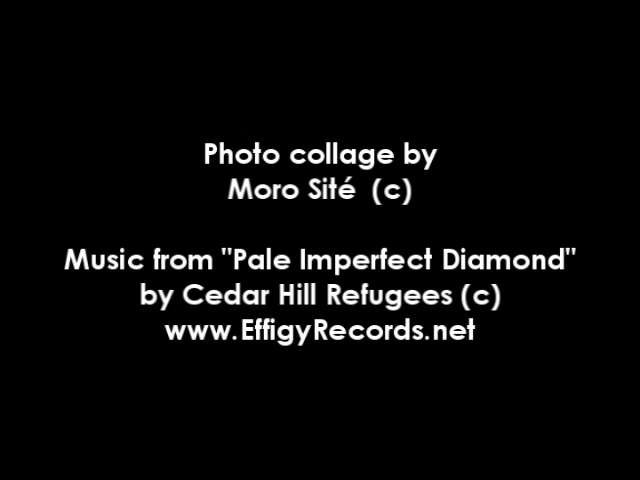 Photo collage by
Moro Sité (c)
Music from "Pale Imperfect Diamond"
by Cedar Hill Refugees (c)
www.EffigyRecords.net